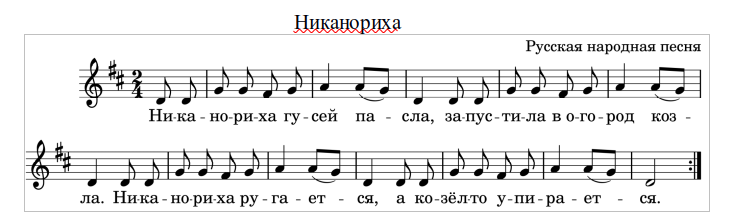 Никанориха
Русская народная песня
Ни-ка-но-ри-ха гу-сей па-сла, за-пус-ти-ла в о-го-род коз-
ла. Ни-ка-но-ри-ха ру-га-ет-ся, а ко-зёл-то у-пи-ра-ет-ся.